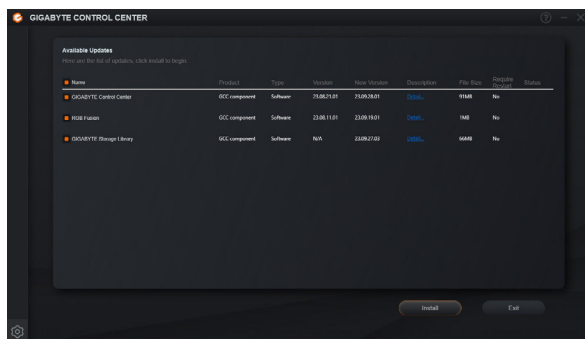 GIGABYTE CONTROL CENTER
Available Updates
Here are the list of updates, click install to begin
Name Product Type Version New Version Description File Size Require Restart Status
GIGABYTE Control Center GCC component Software 23.08.21.01 23.09.28.01 Detail... 91MB No
RGB Fusion GCC component Software 23.08.11.01 23.09.19.01 Detail... 1MB No
GIGABYTE Storage Library GCC component Software N/A 23.09.27.03 Detail... 66MB No
Install Exit